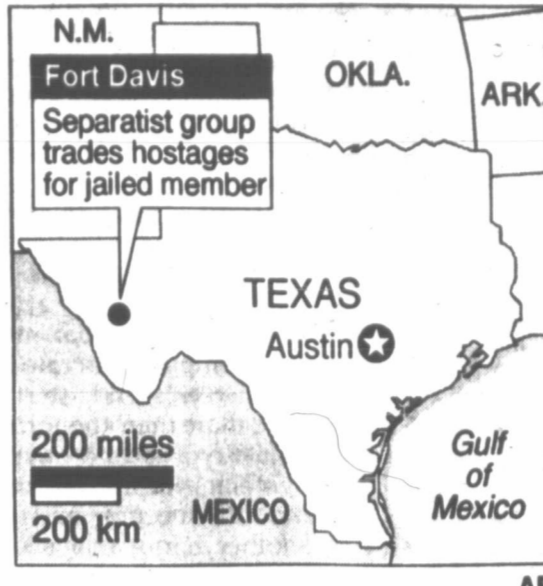 N.M.
Fort Davis
Separatist group
trades hostages
for jailed member
OKLA.
ARK.
TEXAS
Austin
200 miles
200 km
MEXICO
Gulf
of
Mexico